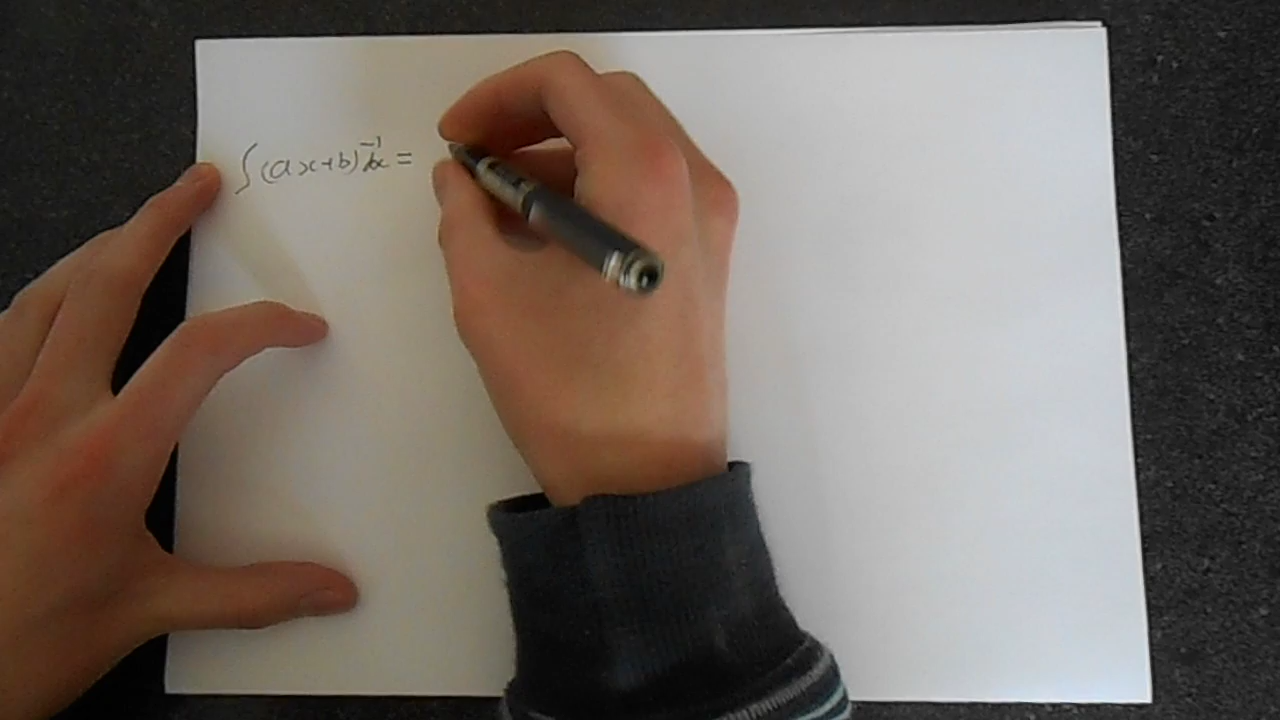 ∫(ax+b)⁻¹dx =